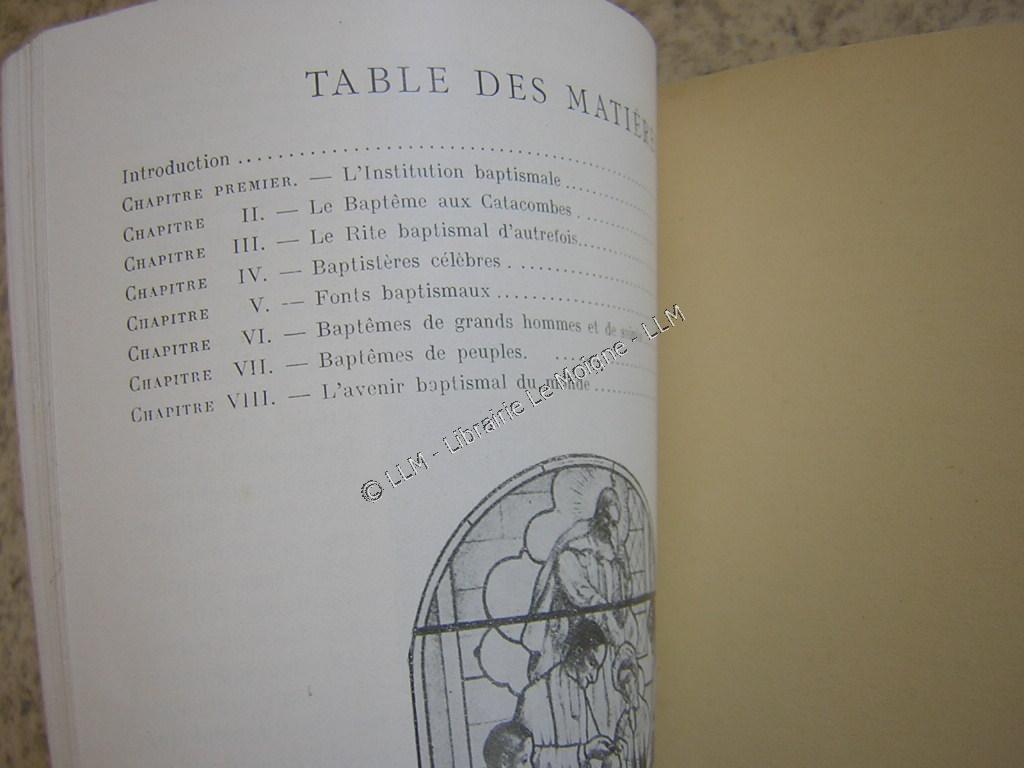 TABLE DES MATIÈRE
Introduction ........................................
CHAPITRE PREMIER. — L'Institution baptismale ..........
CHAPITRE II. — Le Baptême aux Catacombes .........
CHAPITRE III. — Le Rite baptismal d'autrefois.........
CHAPITRE IV. — Baptistères célèbres ..............
CHAPITRE V. — Fonts baptismaux ................
CHAPITRE VI. — Baptêmes de grands hommes et de
CHAPITRE VII. — Baptêmes de peuples. ..........
CHAPITRE VIII. — L'avenir baptismal du monde .......
© LLM - Librairie Le Moigne - LLM